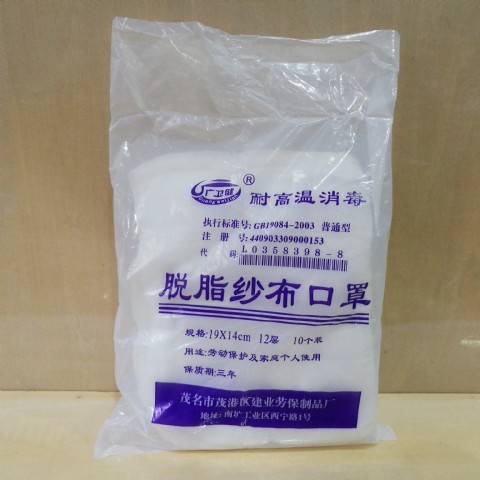 广卫健 ®
耐高温消毒
执行标准号:GB19084-2003 普通型
注册号:440903309000153
代码:L0358398-8
脱脂纱布口罩
规格:19X14cm 12层 10个装
用途:劳动保护及家庭个人使用
保质期:三年
茂名市茂港区建业劳保制品厂
地址:南圹工业区西宁路4号